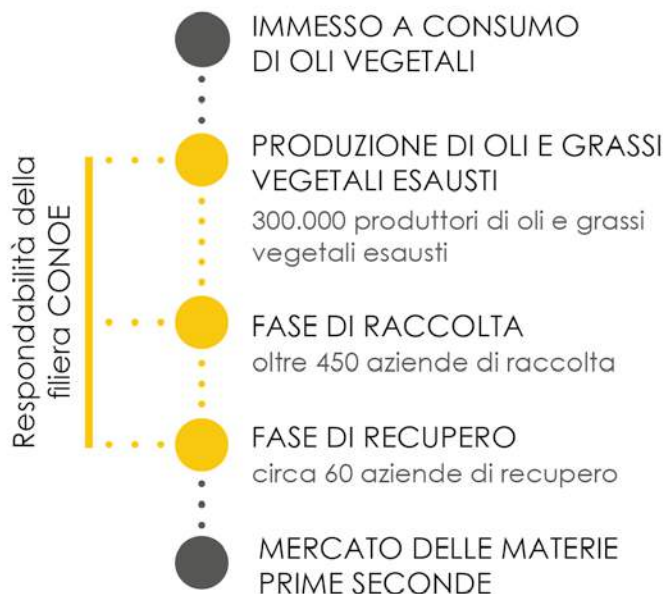 IMMESSO A CONSUMO
DI OLI VEGETALI
PRODUZIONE DI OLI E GRASSI
VEGETALI ESAUSTI
300.000 produttori di oli e grassi
vegetali esausti
Respondabilità della
filiera CONOE
FASE DI RACCOLTA
oltre 450 aziende di raccolta
FASE DI RECUPERO
circa 60 aziende di recupero
MERCATO DELLE MATERIE
PRIME SECONDE